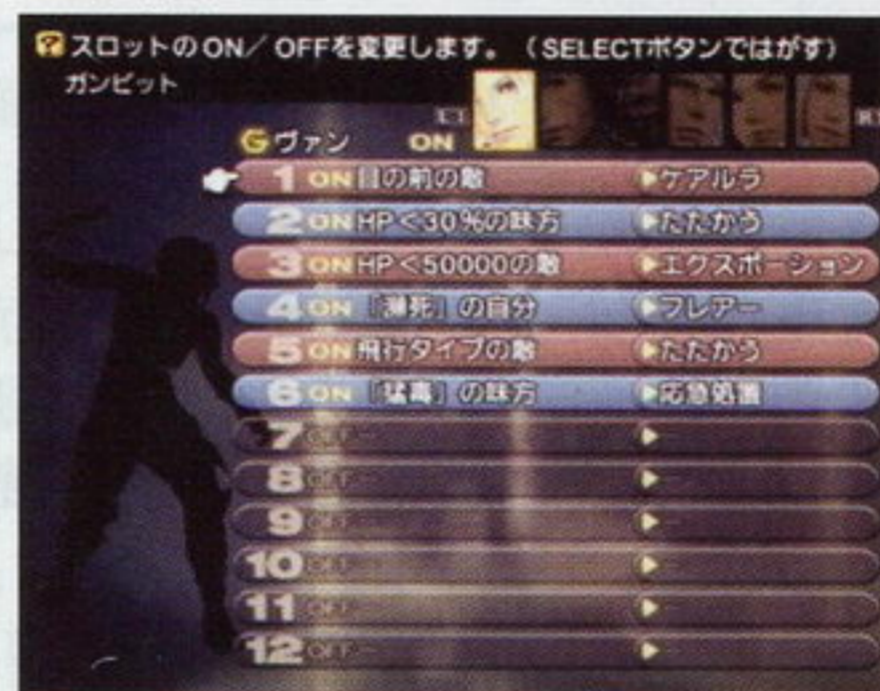 スロットのON／OFFを変更します。（SELECTボタンではがす）
ガンビット
ヴァン ON
1 ON 目の前の敵 ケアルラ
2 ON HP＜30％の味方 たたかう
3 ON HP＜50000の敵 エクスポーション
4 ON 『瀕死』の自分 フレアー
5 ON 飛行タイプの敵 たたかう
6 ON 『猛毒』の味方 応急処置
7 OFF
8 OFF
9 OFF
10 OFF
11 OFF
12 OFF